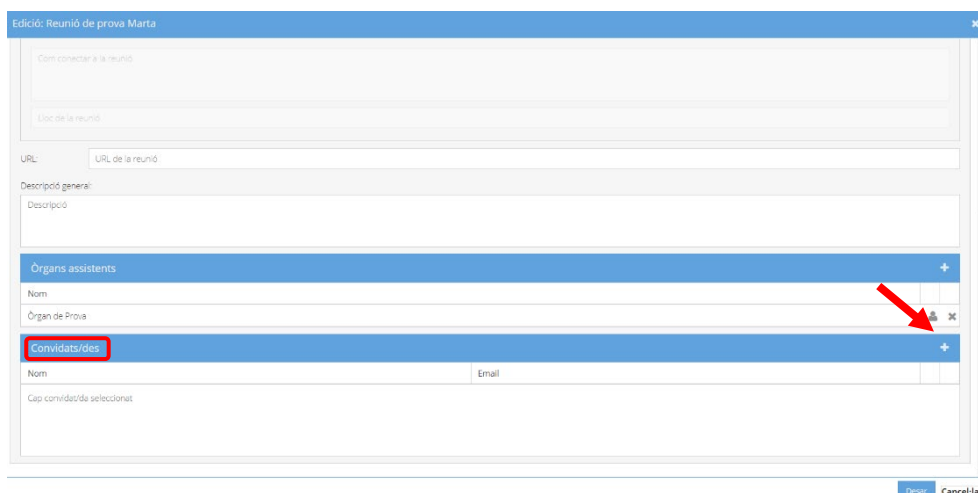 Edició: Reunió de prova Marta
Com conectar a la reunió
Lloc de la reunió
URL: URL de la reunió
Descripció general:
Descripció
Òrgans assistents
Nom
Òrgan de Prova
Convidats/des
Nom Email
Cap convidat/da seleccionat
Desar Cancel·la